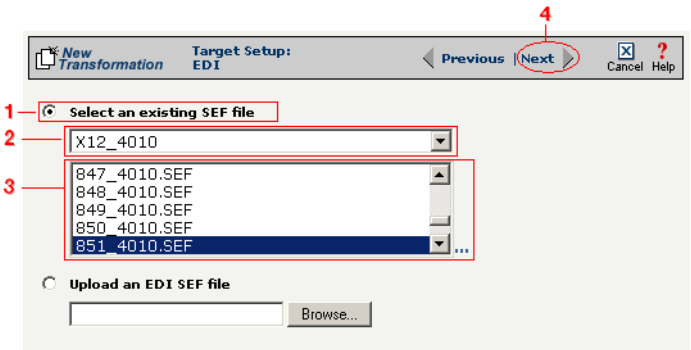 4
New Transformation
Target Setup: EDI
Previous | Next
Cancel Help
1
Select an existing SEF file
2
X12_4010
3
847_4010.SEF
848_4010.SEF
849_4010.SEF
850_4010.SEF
851_4010.SEF
...
Upload an EDI SEF file
Browse...